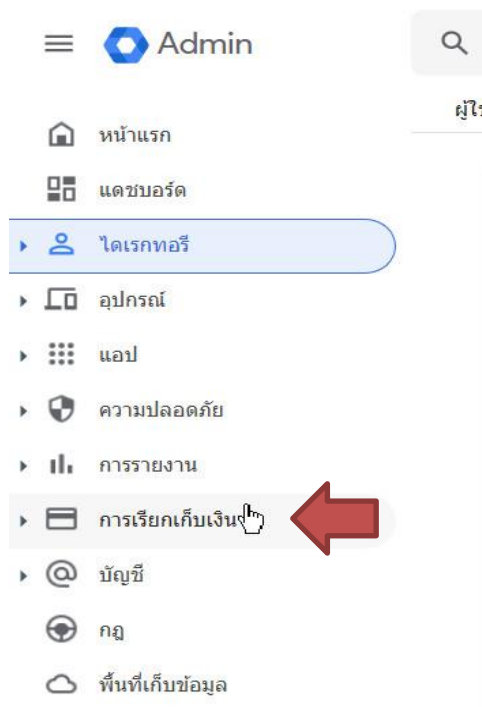 Admin
หน้าแรก
แดชบอร์ด
ไดเรกทอรี
อุปกรณ์
แอป
ความปลอดภัย
การรายงาน
การเรียกเก็บเงิน
บัญชี
กฎ
พื้นที่เก็บข้อมูล